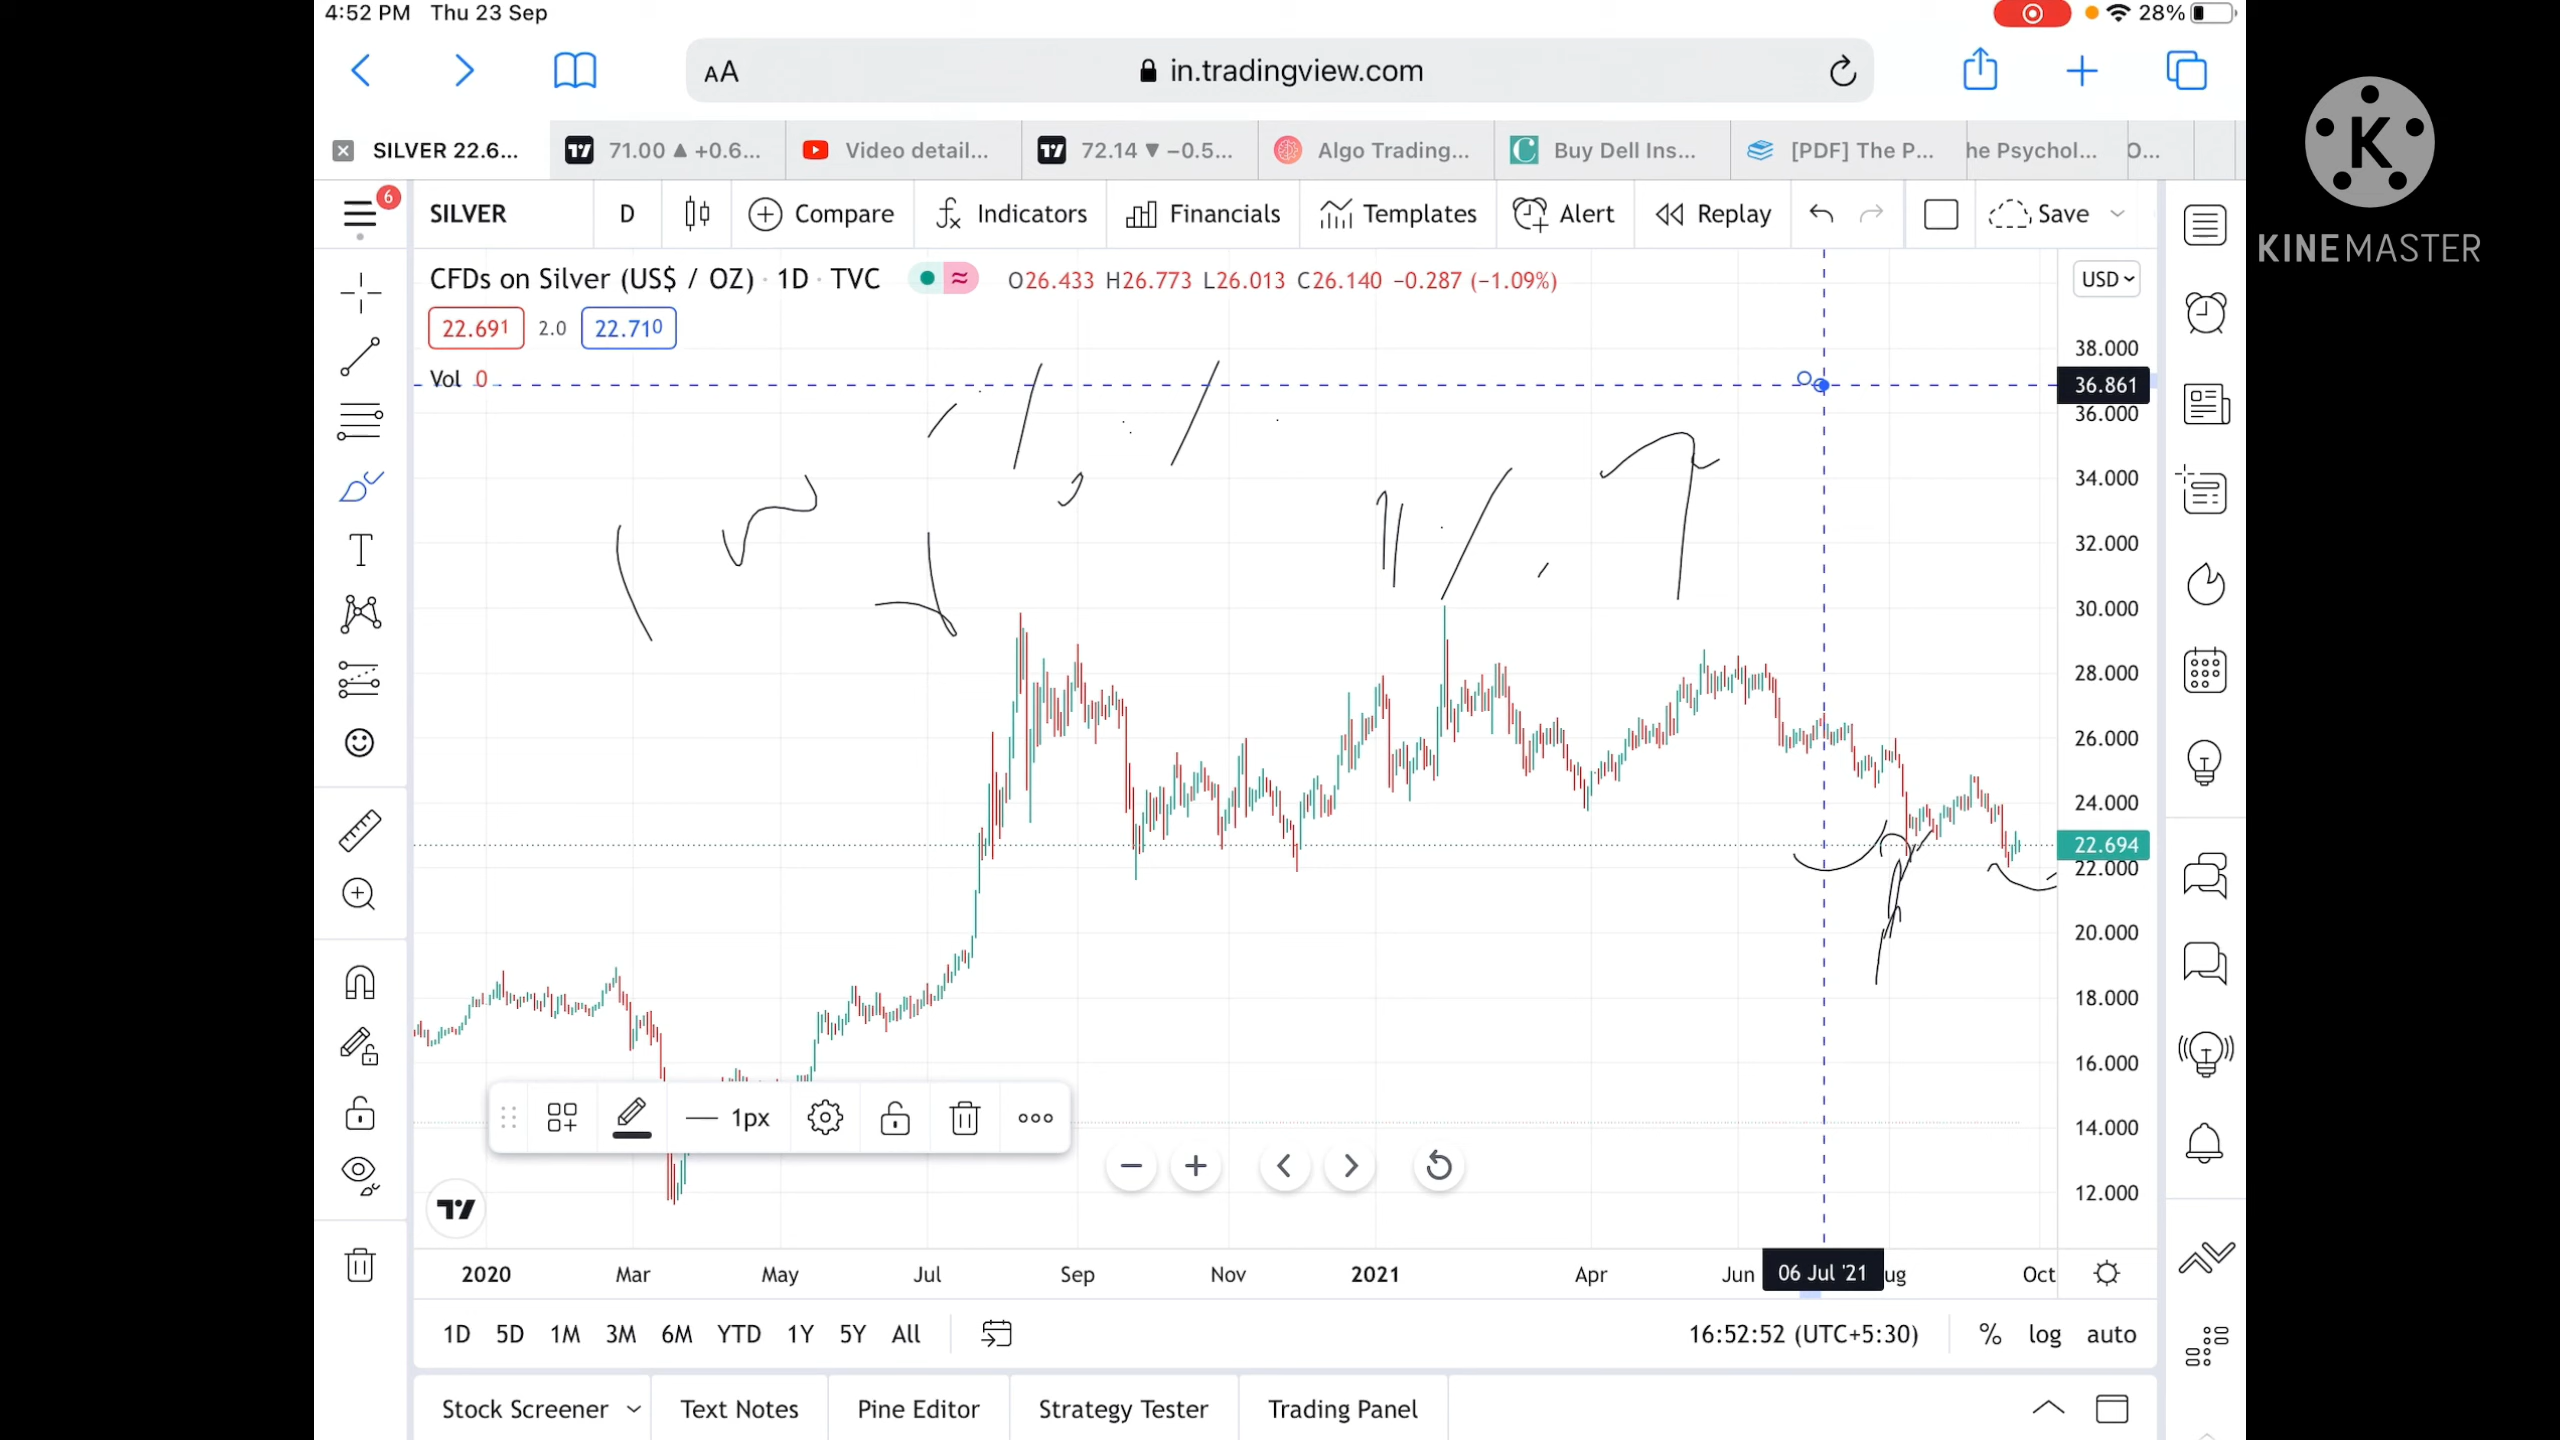 4:52 PM Thu 23 Sep
28%
AA in.tradingview.com
SILVER 22.6... 71.00 ▲ +0.6... Video detail... 72.14 ▼ −0.5... Algo Trading... Buy Dell Ins... [PDF] The P... he Psychol... O...
KINEMASTER
6 SILVER D Compare Indicators Financials Templates Alert Replay Save
CFDs on Silver (US$ / OZ) · 1D · TVC O26.433 H26.773 L26.013 C26.140 −0.287 (−1.09%) USD
22.691 2.0 22.710
Vol 0
38.000
36.861
36.000
34.000
32.000
30.000
28.000
26.000
24.000
22.694
22.000
20.000
18.000
16.000
14.000
12.000
1px
2020 Mar May Jul Sep Nov 2021 Apr Jun 06 Jul '21 ug Oct
1D 5D 1M 3M 6M YTD 1Y 5Y All 16:52:52 (UTC+5:30) % log auto
Stock Screener Text Notes Pine Editor Strategy Tester Trading Panel